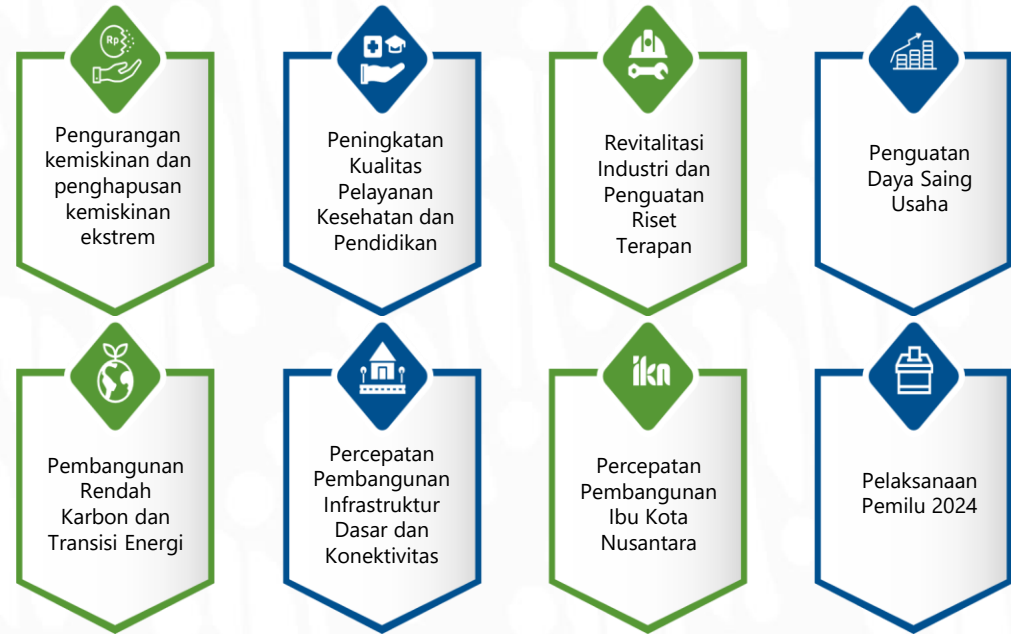 Rp
Pengurangan
kemiskinan dan
penghapusan
kemiskinan
ekstrem
Peningkatan
Kualitas
Pelayanan
Kesehatan dan
Pendidikan
Revitalitasi
Industri dan
Penguatan
Riset
Terapan
Penguatan
Daya Saing
Usaha
Pembangunan
Rendah
Karbon dan
Transisi Energi
Percepatan
Pembangunan
Infrastruktur
Dasar dan
Konektivitas
ikn
Percepatan
Pembangunan
Ibu Kota
Nusantara
Pelaksanaan
Pemilu 2024